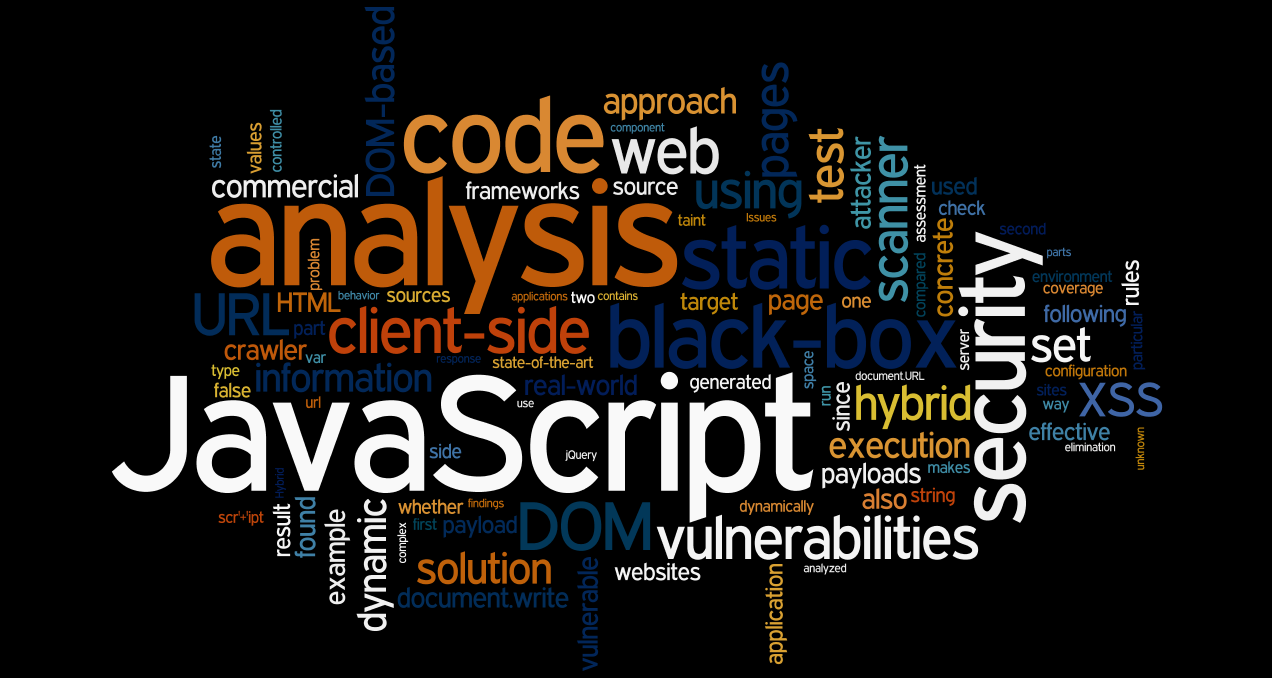 DOM-based
code
approach
component
web
pages
test
attacker
scanner
assessment
state
values
controlled
commercial
frameworks
source
using
used
check
analysis
taint
Issues
static
compared
concrete
security
second
parts
environment
coverage
rules
problem
URL
HTML
behavior
sources
applications
two
contains
target
page
one
following
particular
part
client-side
black-box
server
set
crawler
var
response
state-of-the-art
space
configuration
type
false
information
real-world
generated
document.URL
run
since
hybrid
sites
way
XSS
url
JavaScript
use
execution
effective
elimination
unknown
side
jQuery
payloads
makes
Hybrid
also
string
scr'+'ipt
result
found
example
dynamic
complex
whether
findings
first
payload
DOM
dynamically
vulnerabilities
solution
websites
analyzed
document.write
vulnerable
application